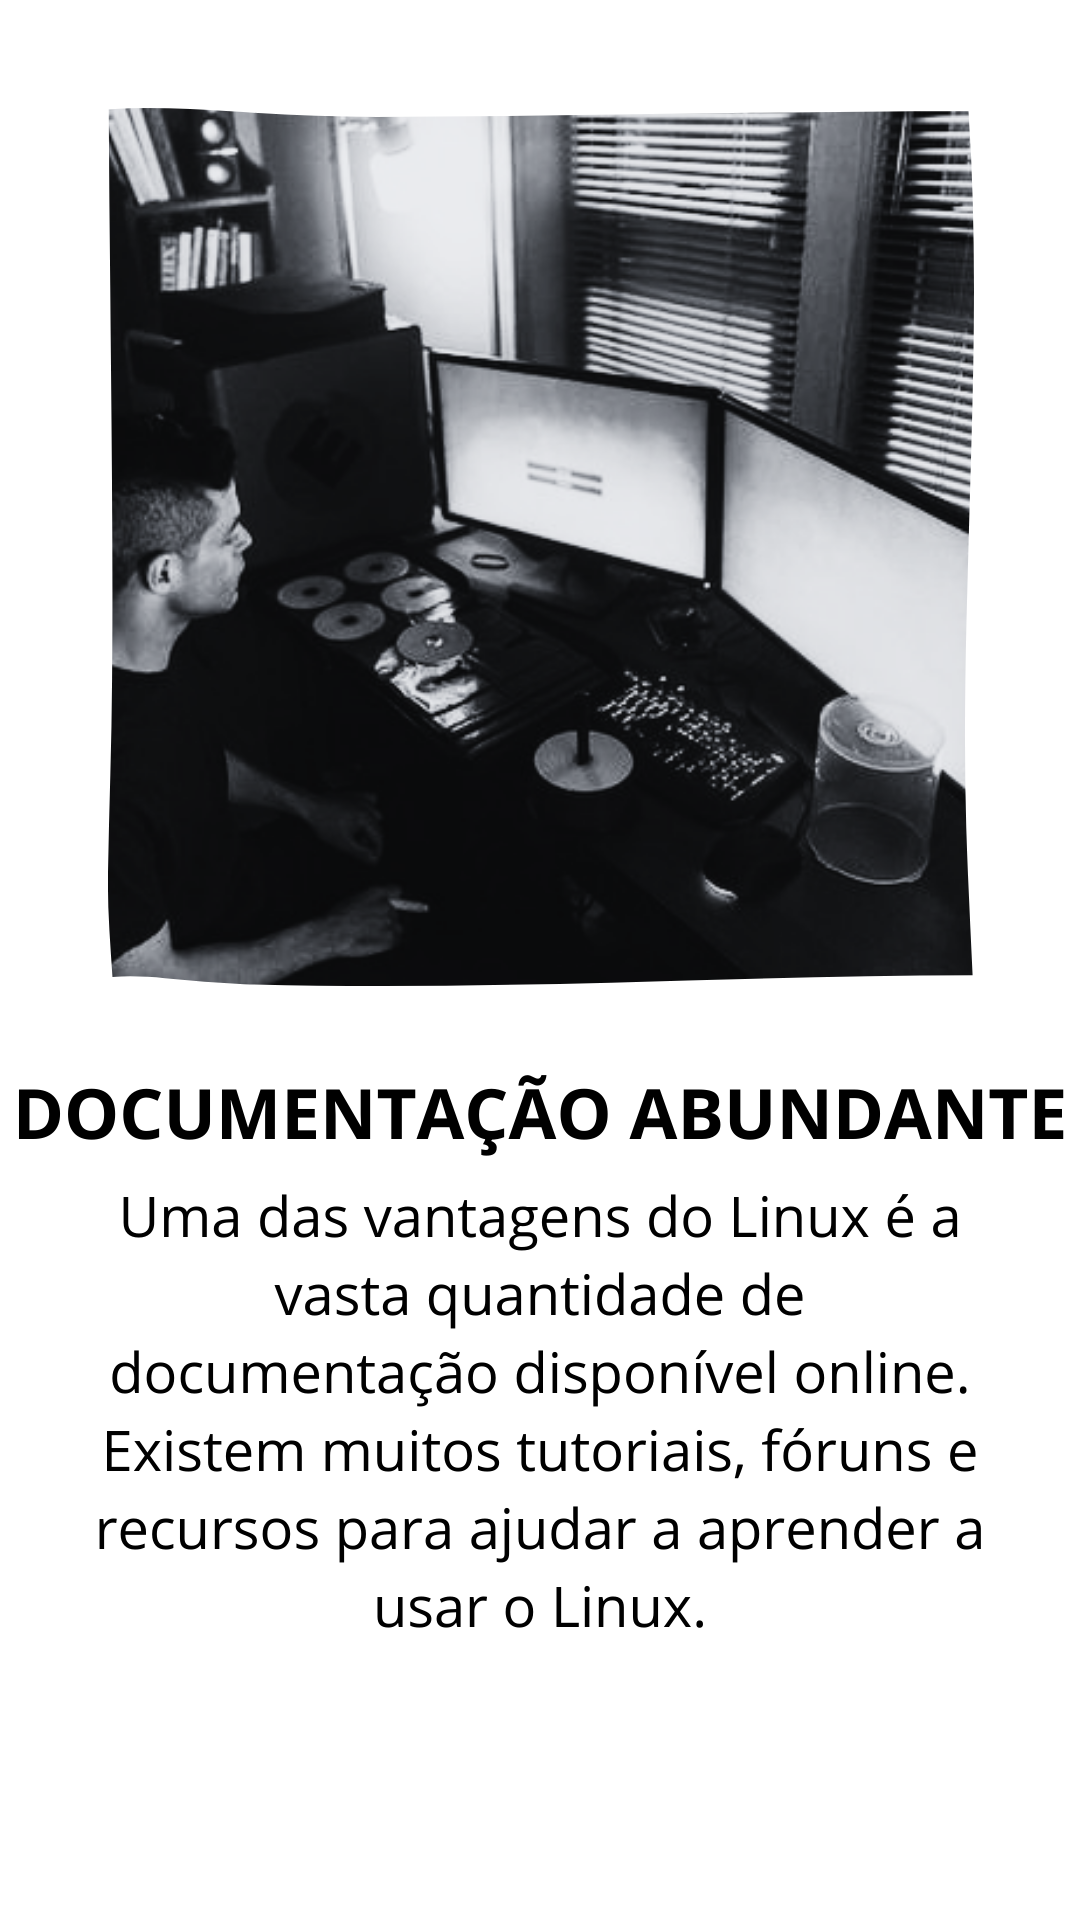 DOCUMENTAÇÃO ABUNDANTE
Uma das vantagens do Linux é a
vasta quantidade de
documentação disponível online.
Existem muitos tutoriais, fóruns e
recursos para ajudar a aprender a
usar o Linux.